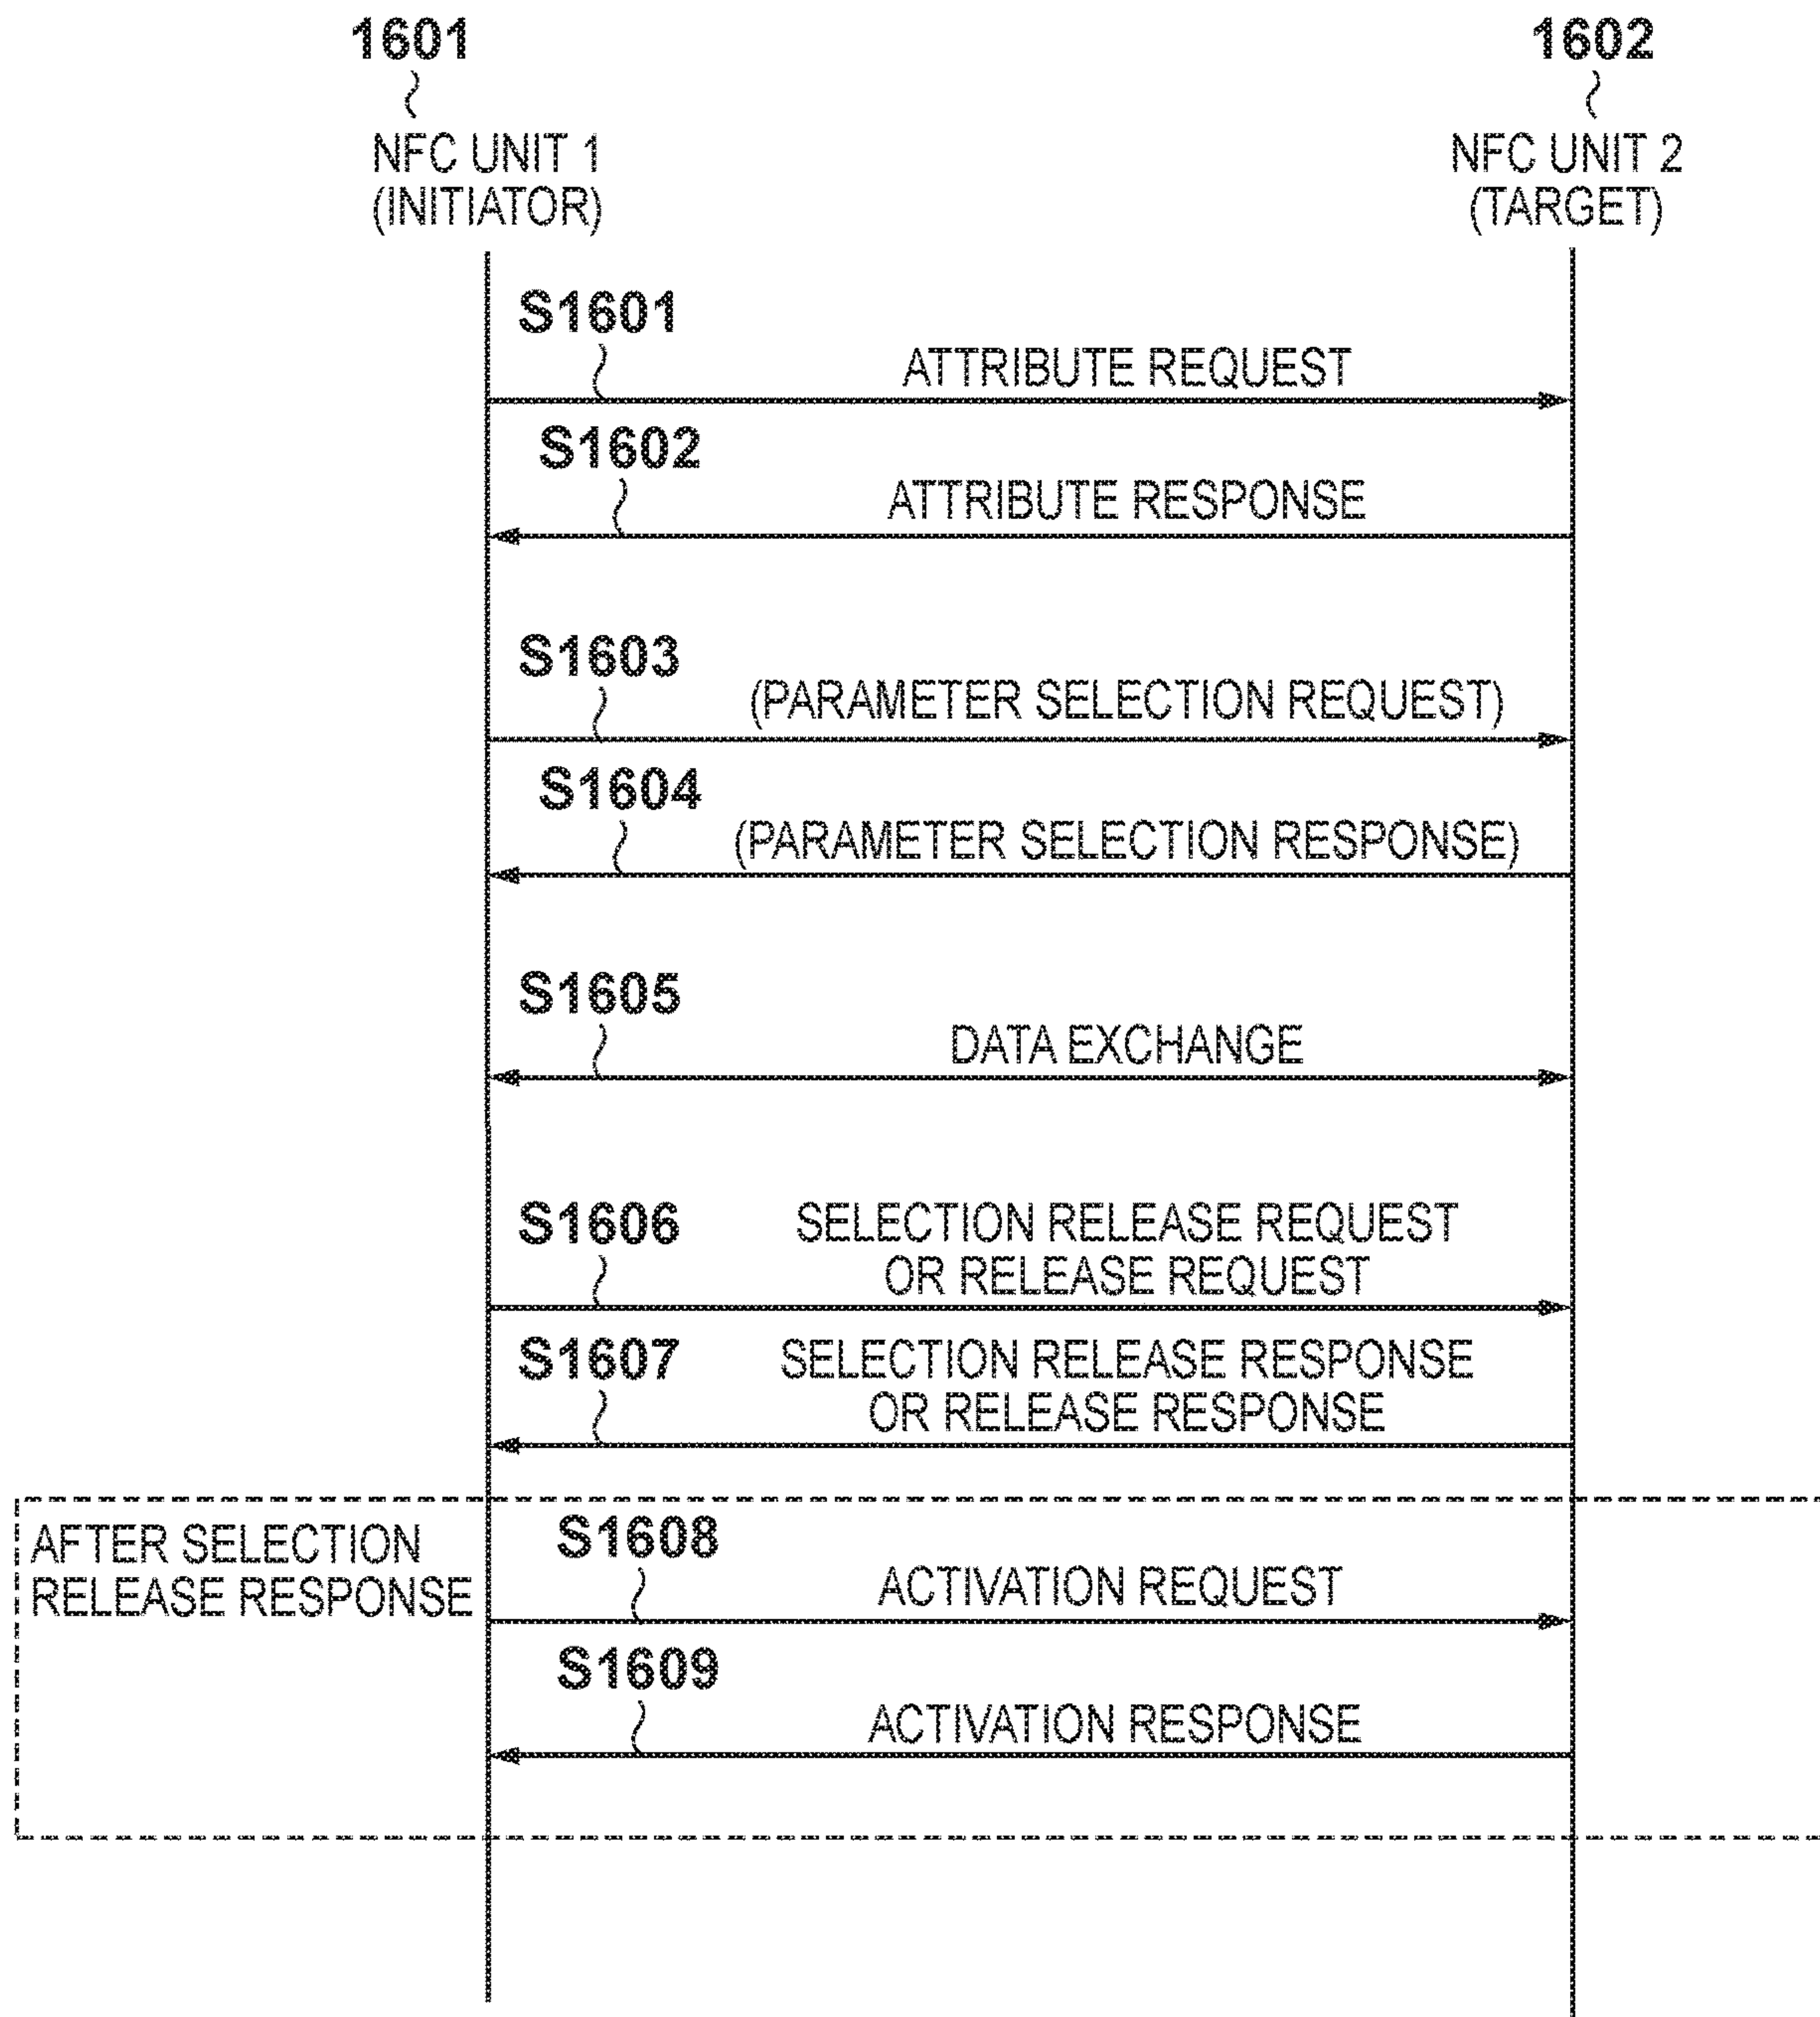 1601
1602
NFC UNIT 1
(INITIATOR)
NFC UNIT 2
(TARGET)
S1601
ATTRIBUTE REQUEST
S1602
ATTRIBUTE RESPONSE
S1603
(PARAMETER SELECTION REQUEST)
S1604
(PARAMETER SELECTION RESPONSE)
S1605
DATA EXCHANGE
S1606
SELECTION RELEASE REQUEST
OR RELEASE REQUEST
S1607
SELECTION RELEASE RESPONSE
OR RELEASE RESPONSE
AFTER SELECTION
RELEASE RESPONSE
S1608
ACTIVATION REQUEST
S1609
ACTIVATION RESPONSE